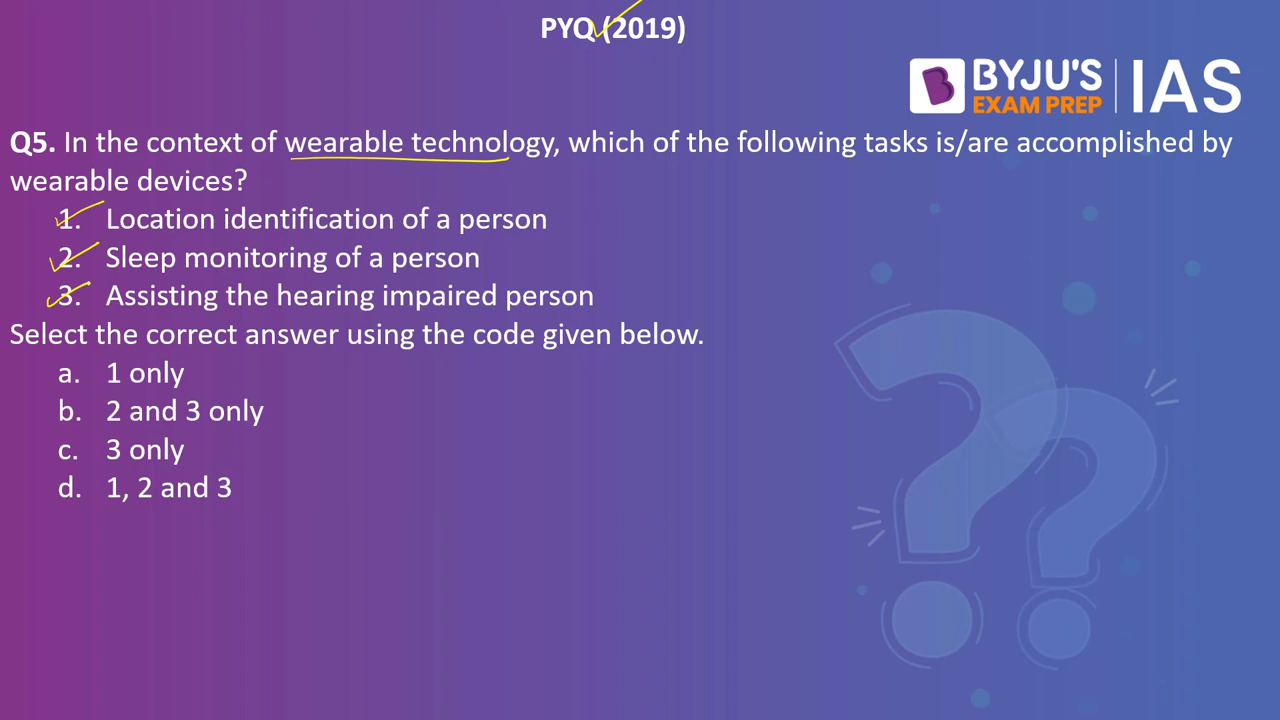 PYQ (2019)
BYJU'S
EXAM PREP
IAS
Q5. In the context of wearable technology, which of the following tasks is/are accomplished by
wearable devices?
1. Location identification of a person
2. Sleep monitoring of a person
3. Assisting the hearing impaired person
Select the correct answer using the code given below.
a. 1 only
b. 2 and 3 only
c. 3 only
d. 1, 2 and 3